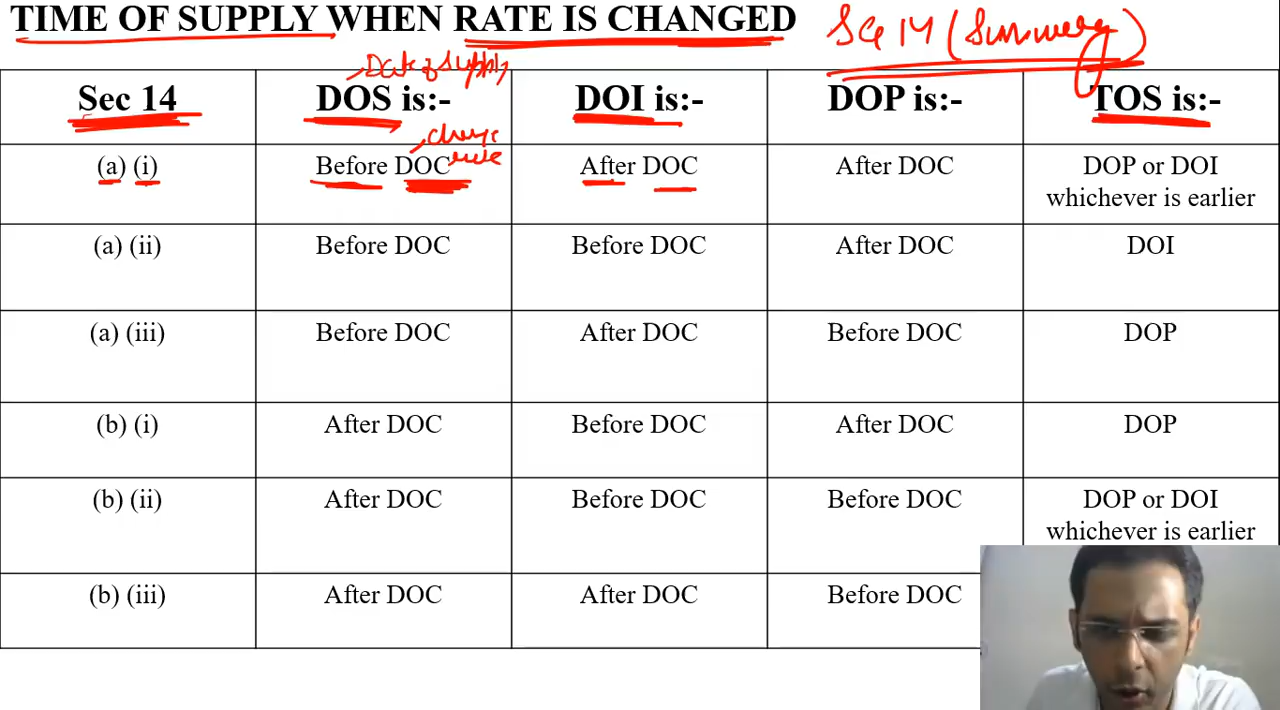 TIME OF SUPPLY WHEN RATE IS CHANGED
Sec 14 (Summery)
Date of Supply
Sec 14 DOS is:- DOI is:- DOP is:- TOS is:-
change
rate
(a) (i) Before DOC After DOC After DOC DOP or DOI
whichever is earlier
(a) (ii) Before DOC Before DOC After DOC DOI
(a) (iii) Before DOC After DOC Before DOC DOP
(b) (i) After DOC Before DOC After DOC DOP
(b) (ii) After DOC Before DOC Before DOC DOP or DOI
whichever is earlier
(b) (iii) After DOC After DOC Before DOC